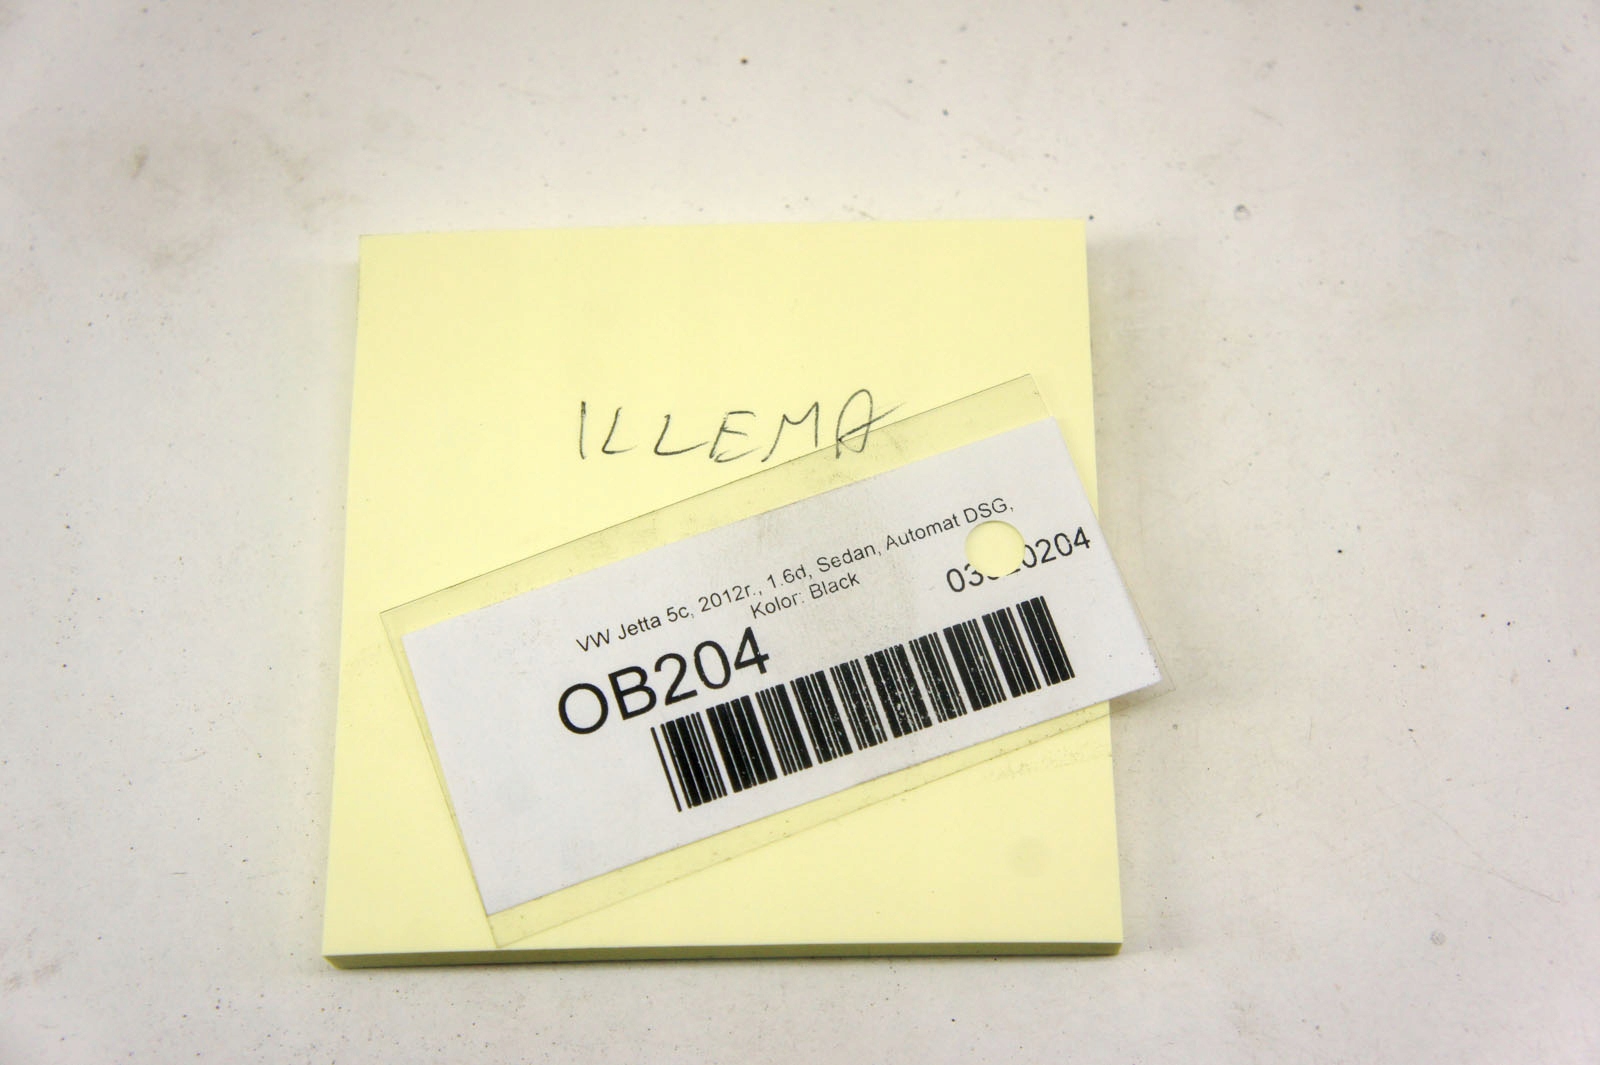 ILLEMA
VW Jetta 5c, 2012r., 1.6d, Sedan, Automat DSG,
Kolor: Black
OB204